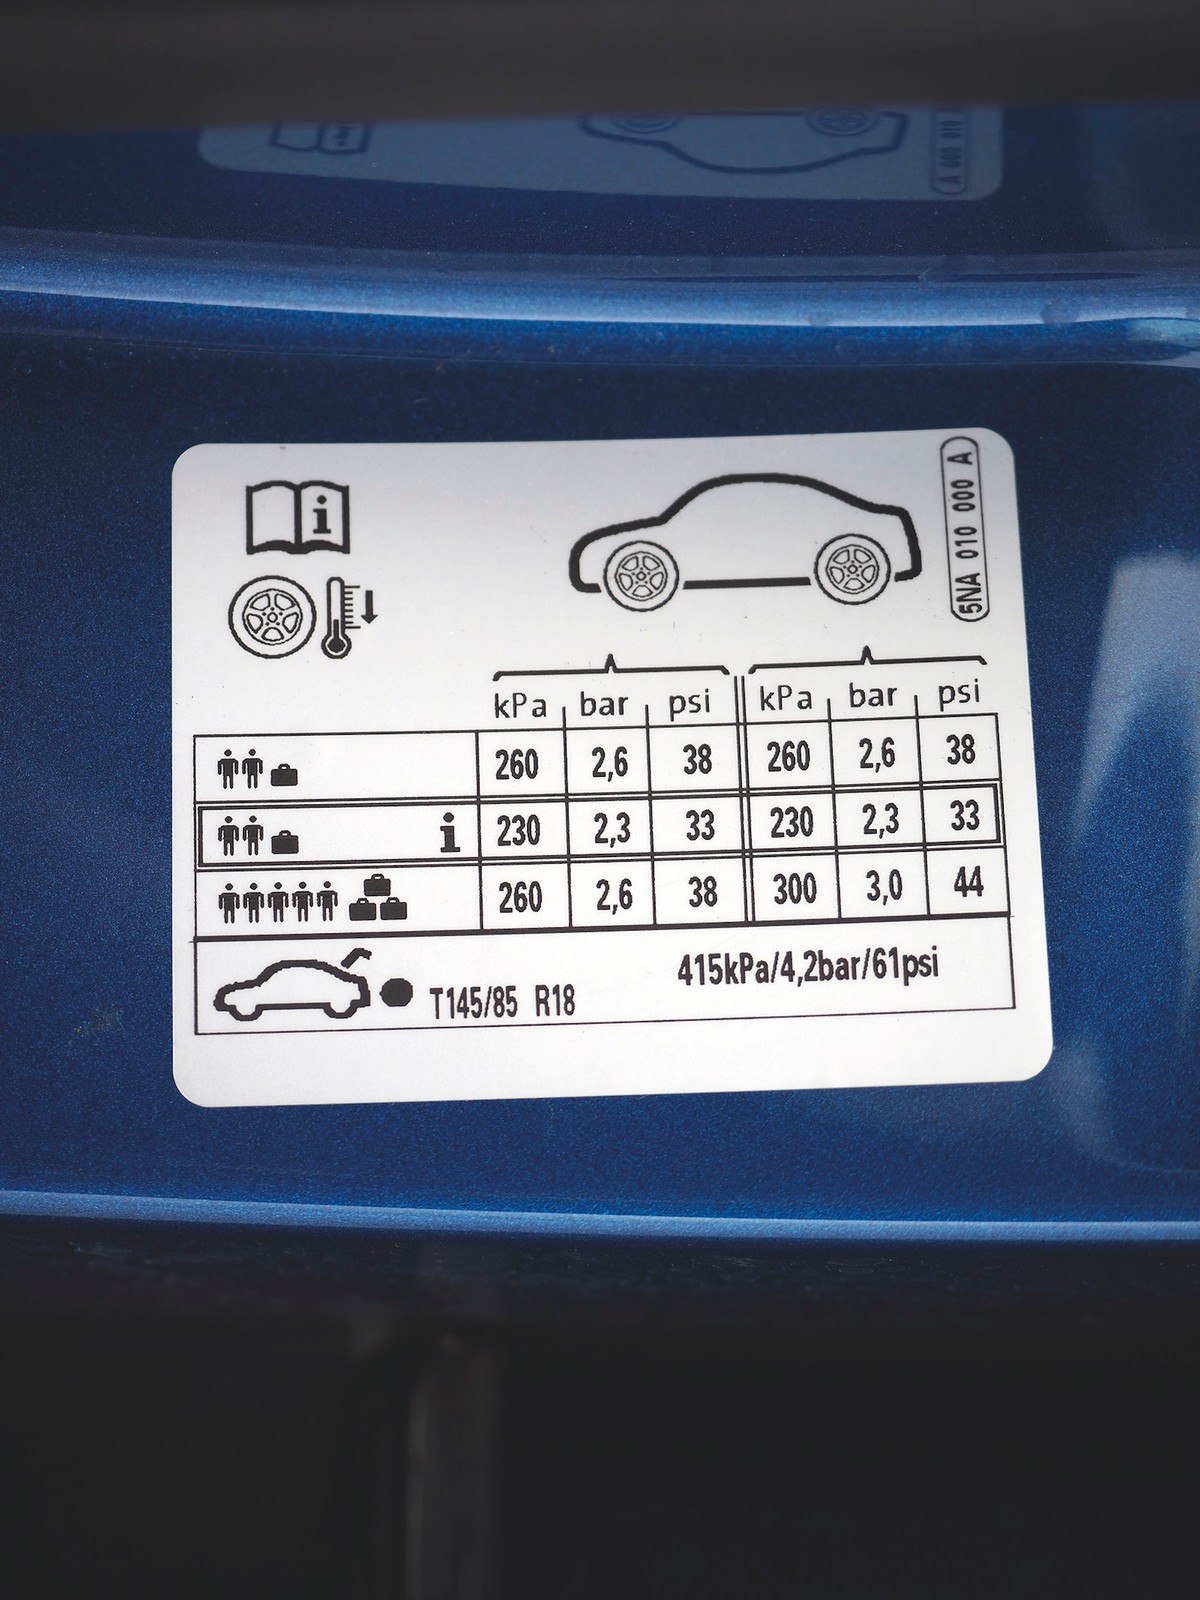 A 000 010
i
5NA 010 000 A
kPa bar psi kPa bar psi
260 2,6 38 260 2,6 38
i 230 2,3 33 230 2,3 33
260 2,6 38 300 3,0 44
T145/85 R18 415kPa/4,2bar/61psi